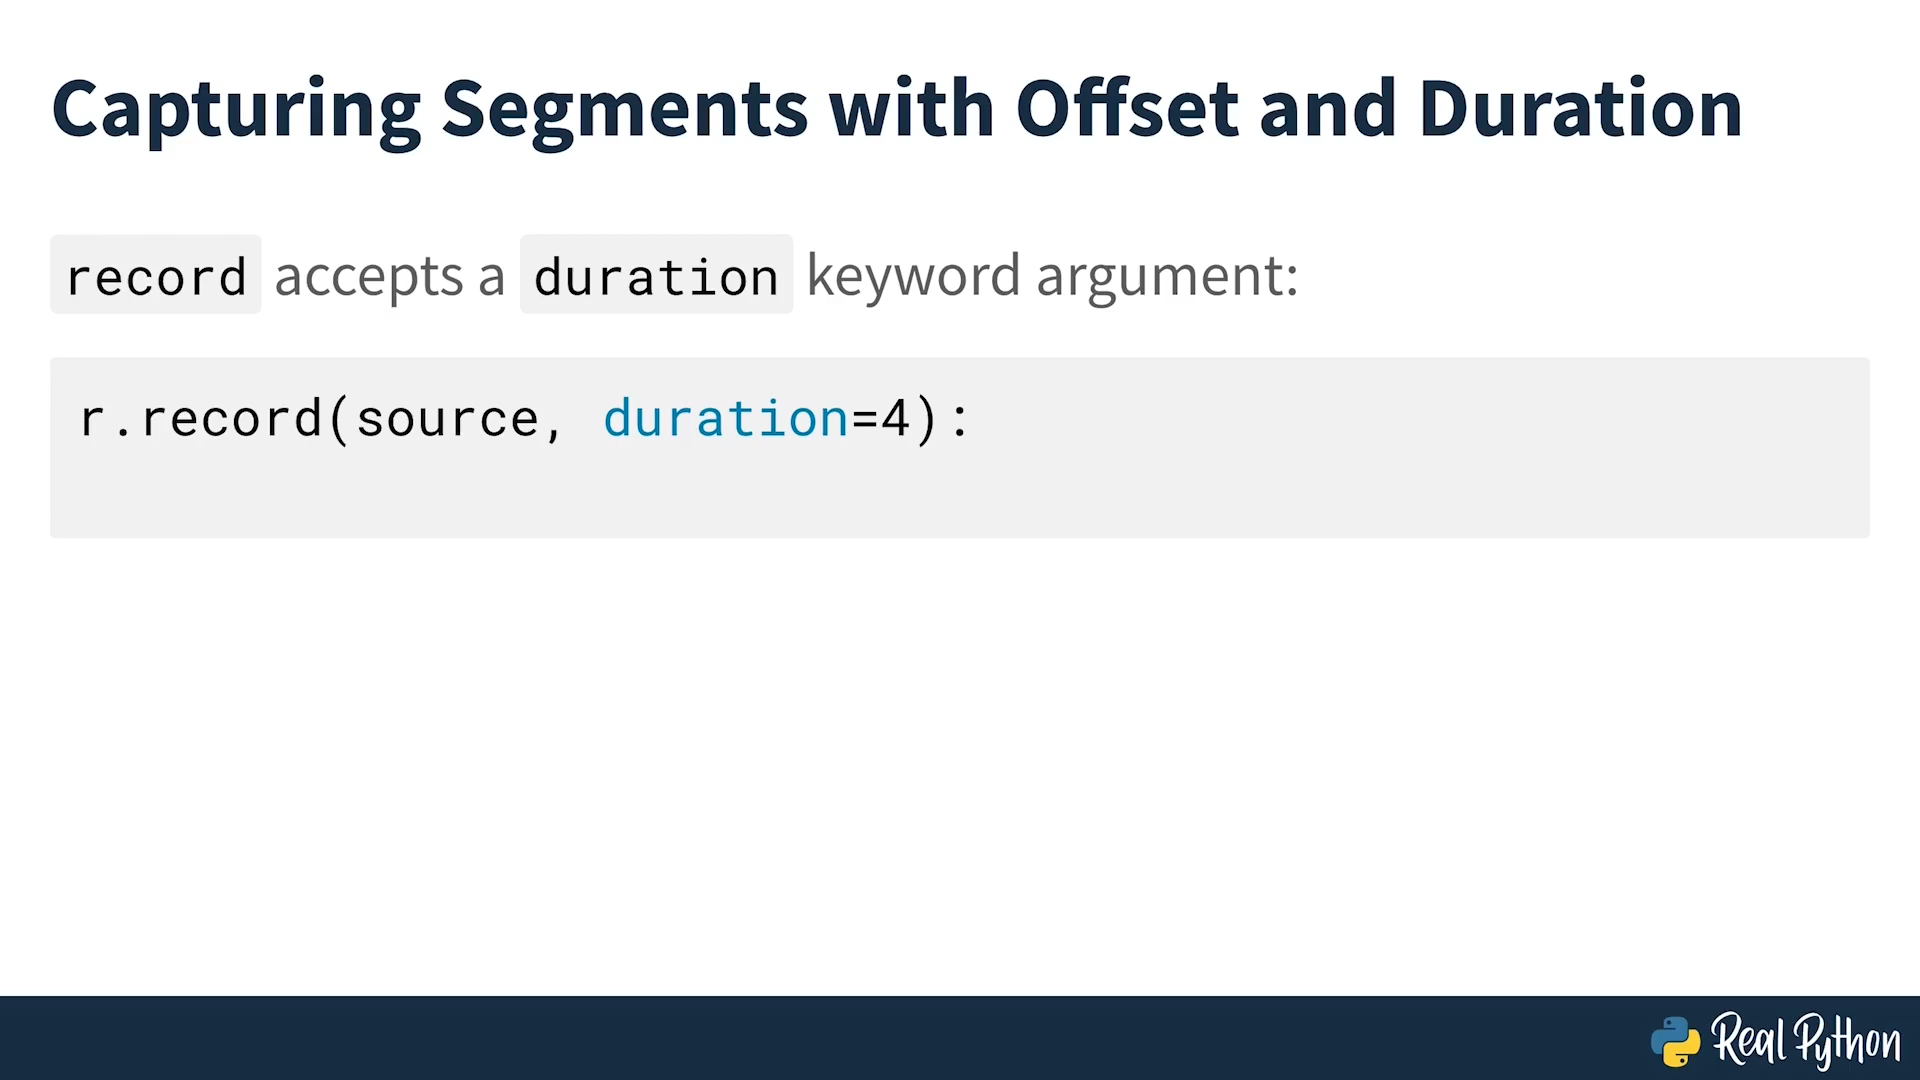 Capturing Segments with Offset and Duration
record accepts a duration keyword argument:
r.record(source, duration=4):
Real Python